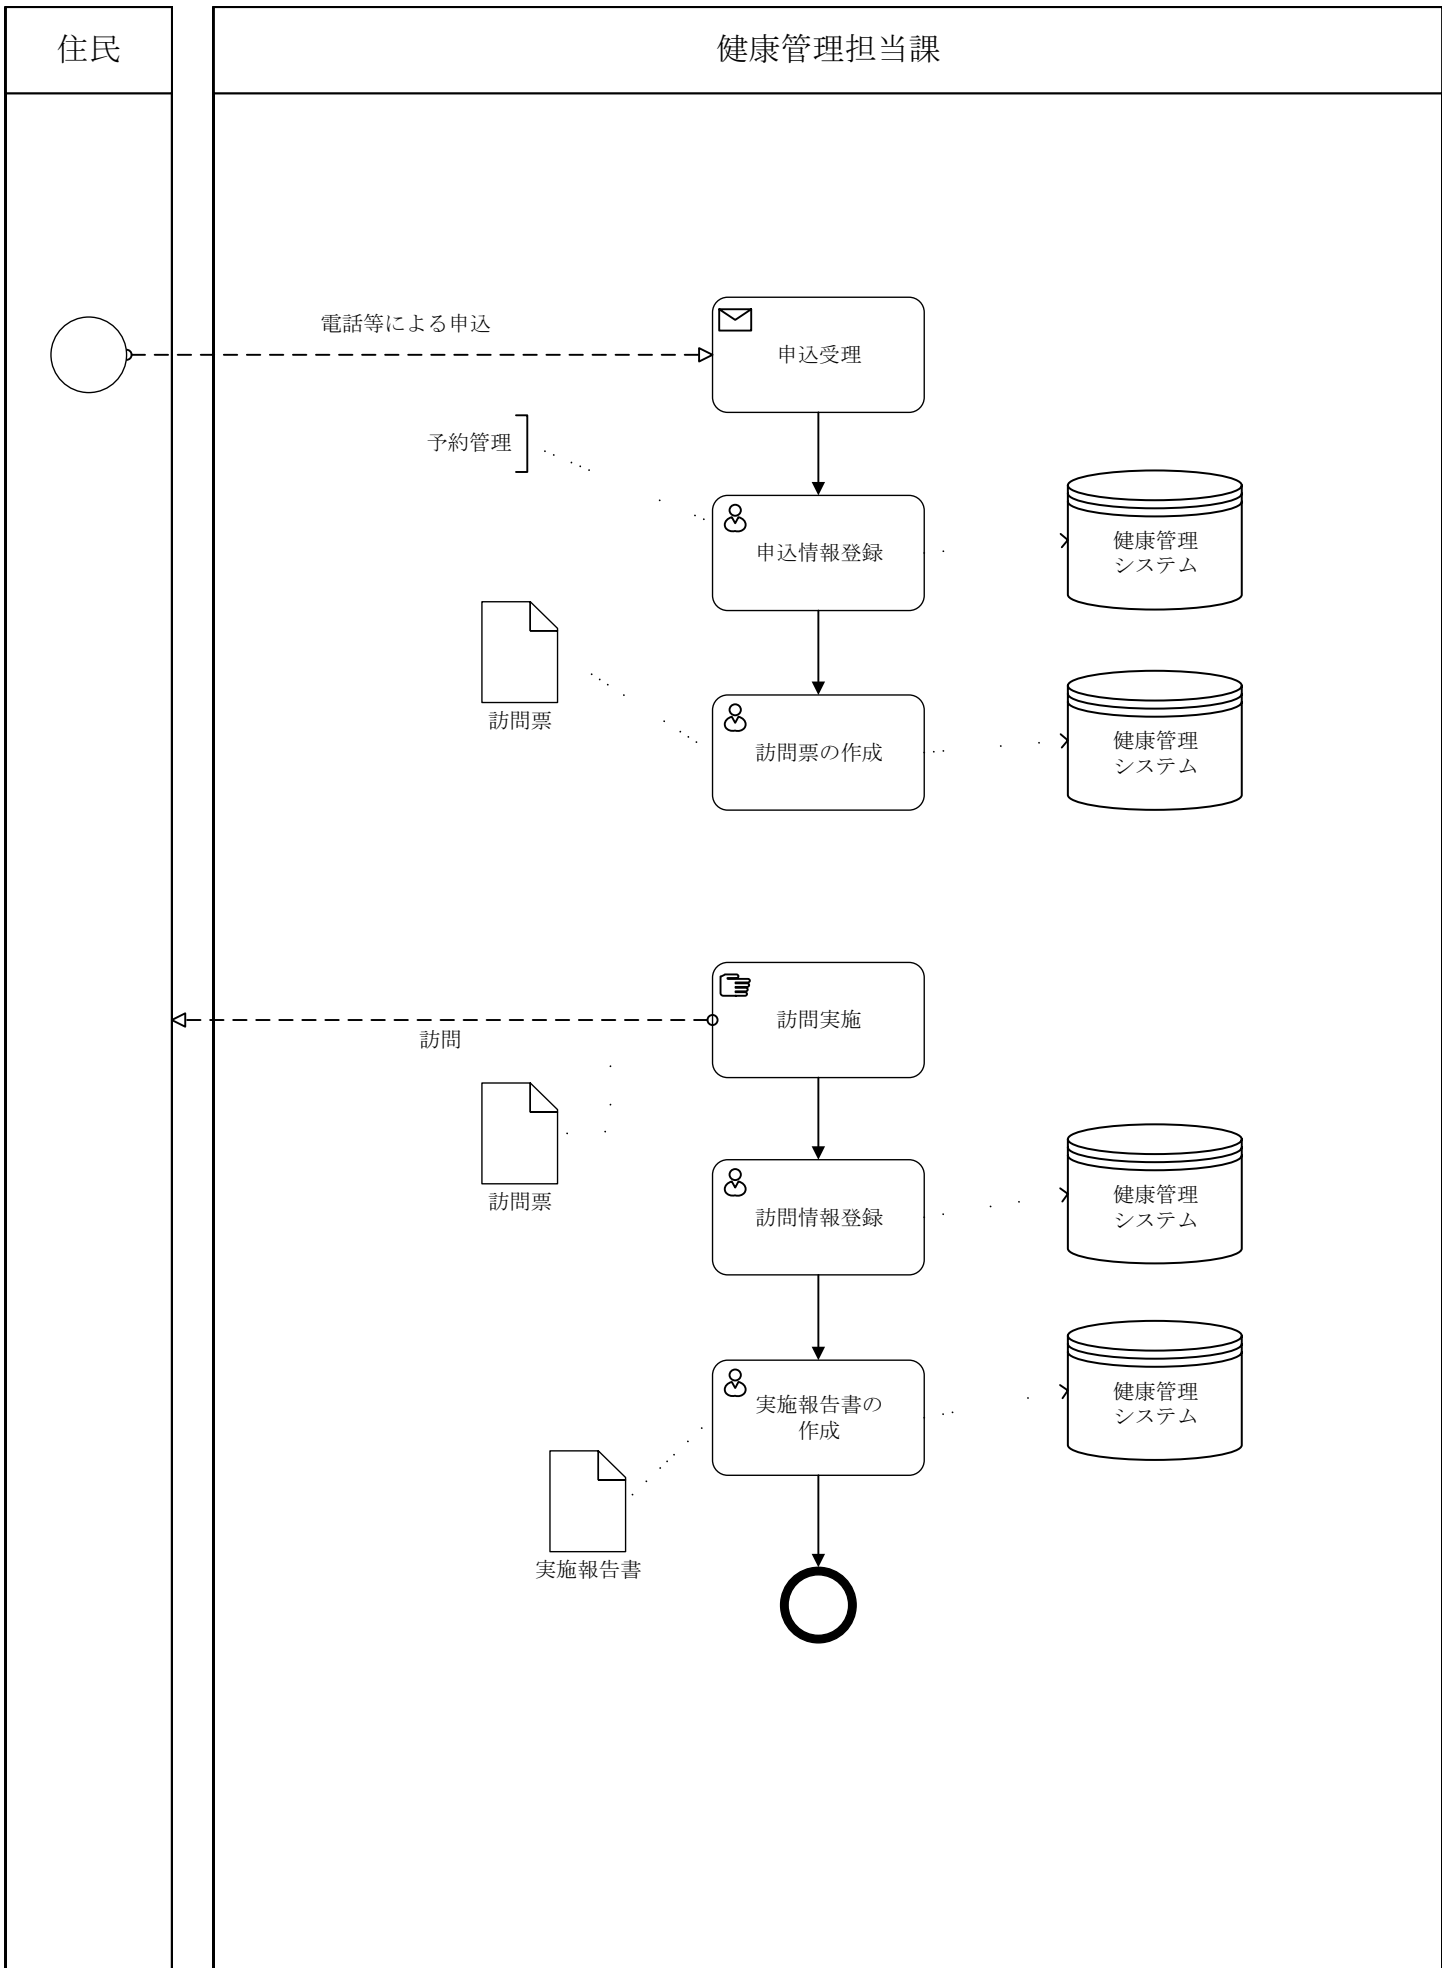 住民
健康管理担当課
電話等による申込
申込受理
予約管理
申込情報登録
健康管理
システム
訪問票
訪問票の作成
健康管理
システム
訪問実施
訪問
訪問票
訪問情報登録
健康管理
システム
実施報告書の
作成
健康管理
システム
実施報告書